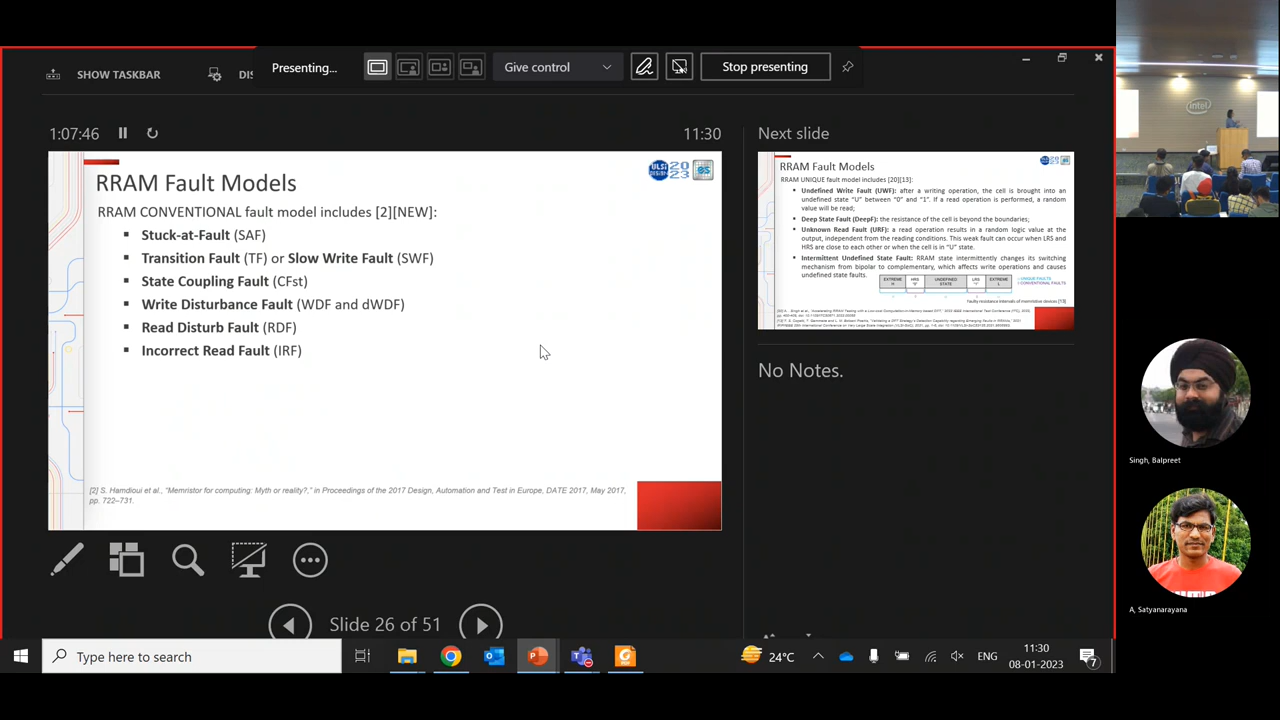 SHOW TASKBAR
DIS
Presenting...
Give control
Stop presenting
1:07:46
11:30
RRAM Fault Models
RRAM CONVENTIONAL fault model includes [2][NEW]:
▪ Stuck-at-Fault (SAF)
▪ Transition Fault (TF) or Slow Write Fault (SWF)
▪ State Coupling Fault (CFst)
▪ Write Disturbance Fault (WDF and dWDF)
▪ Read Disturb Fault (RDF)
▪ Incorrect Read Fault (IRF)
[2] S. Hamdioui et al., "Memristor for computing: Myth or reality?," in Proceedings of the 2017 Design, Automation and Test in Europe, DATE 2017, May 2017,
pp. 722–731.
Next slide
RRAM Fault Models
RRAM UNIQUE fault model includes [20][13]:
▪ Undefined Write Fault (UWF): after a writing operation, the cell is brought into an
undefined state "U" between "0" and "1". If a read operation is performed, a random
value will be read;
▪ Deep State Fault (DeepF): the resistance of the cell is beyond the boundaries;
▪ Unknown Read Fault (URF): a read operation results in a random logic value at the
output, independent from the reading conditions. This weak fault can occur when LRS and
HRS are close to each other or when the cell is in "U" state.
▪ Intermittent Undefined State Fault: RRAM state intermittently changes its switching
mechanism from bipolar to complementary, which affects write operations and causes
undefined state faults.
No Notes.
Slide 26 of 51
Type here to search
24°C
ENG
11:30
08-01-2023
7
intel
Singh, Balpreet
A, Satyanarayana